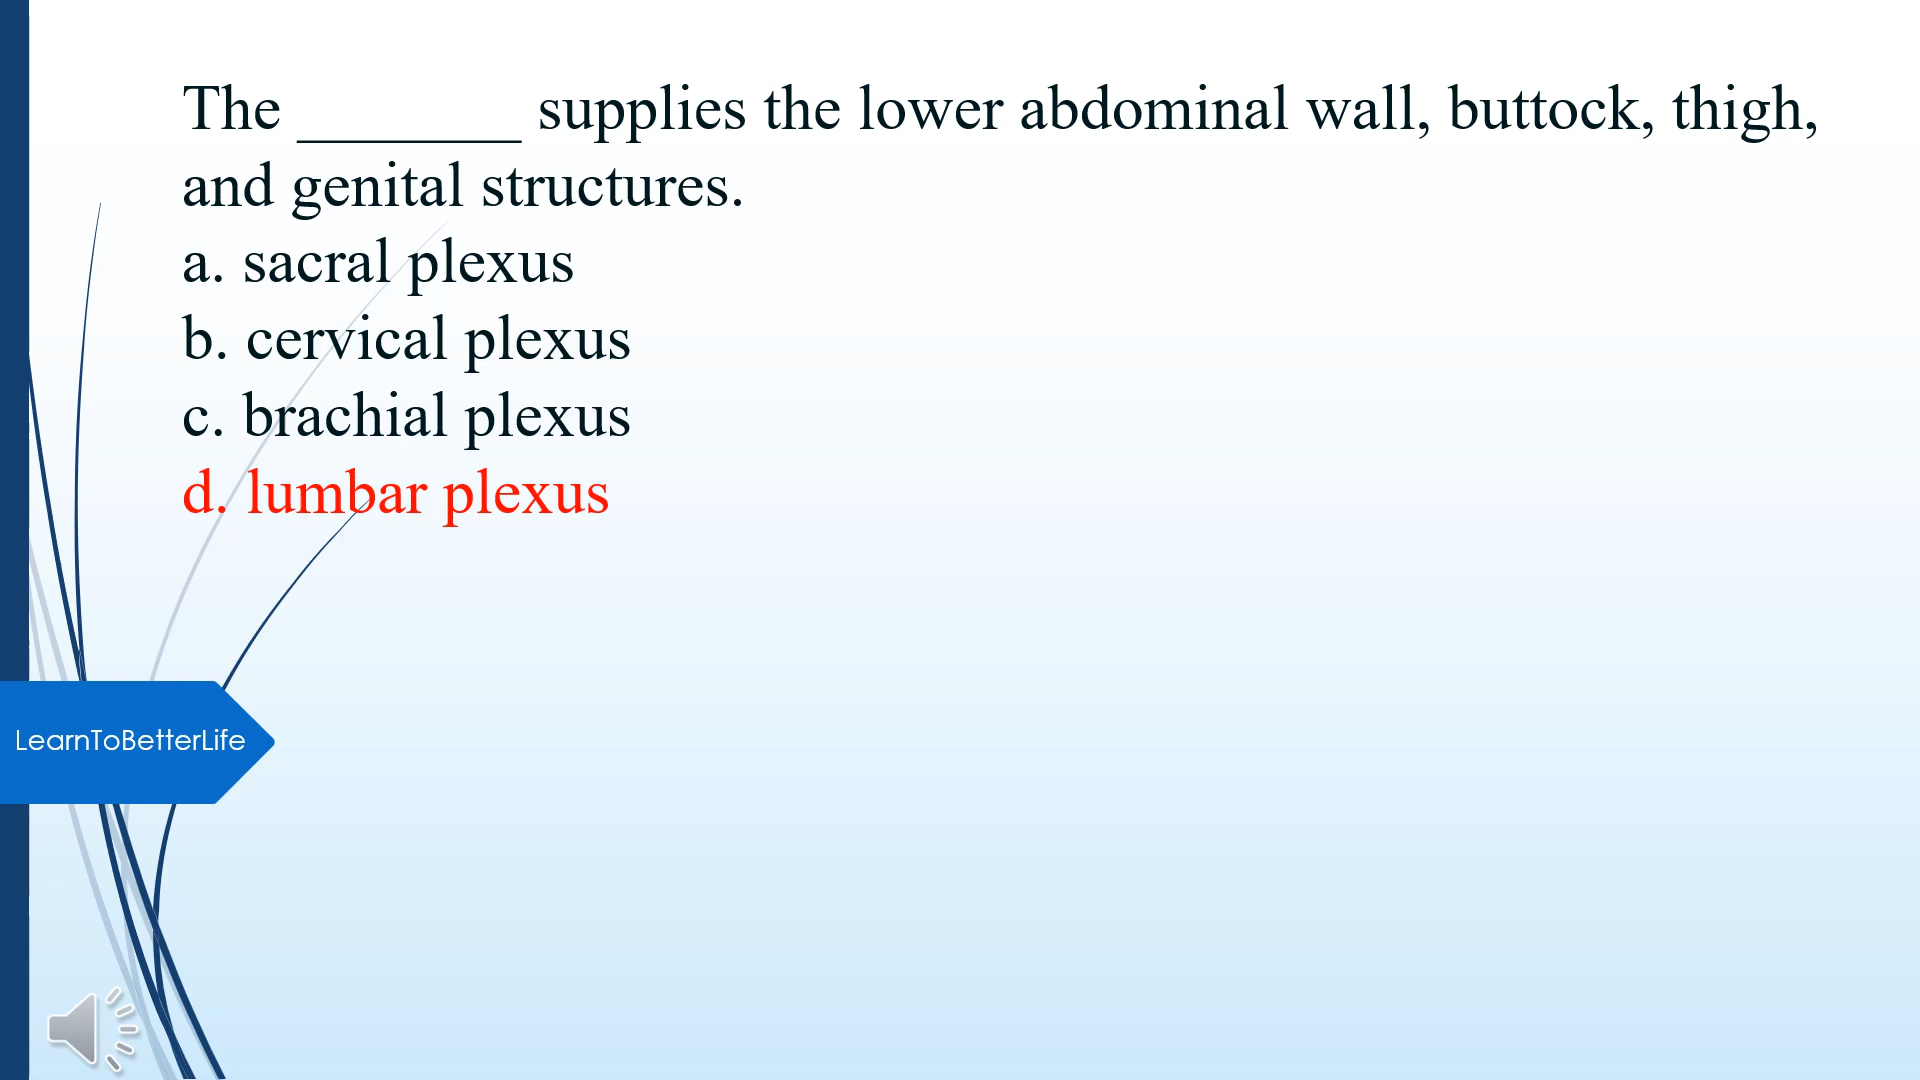 The _______ supplies the lower abdominal wall, buttock, thigh,
and genital structures.
a. sacral plexus
b. cervical plexus
c. brachial plexus
d. lumbar plexus
LearnToBetterLife